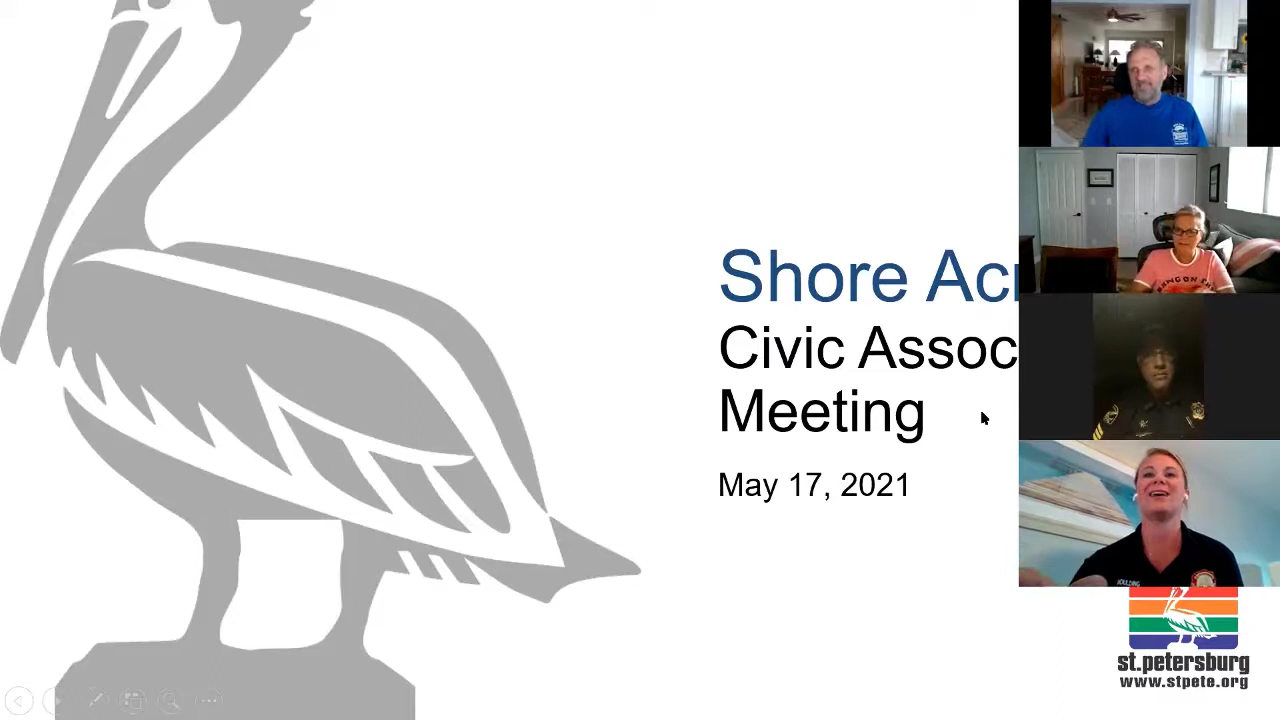 Shore Ac
Civic Assoc
Meeting
May 17, 2021
st.petersburg
www.stpete.org